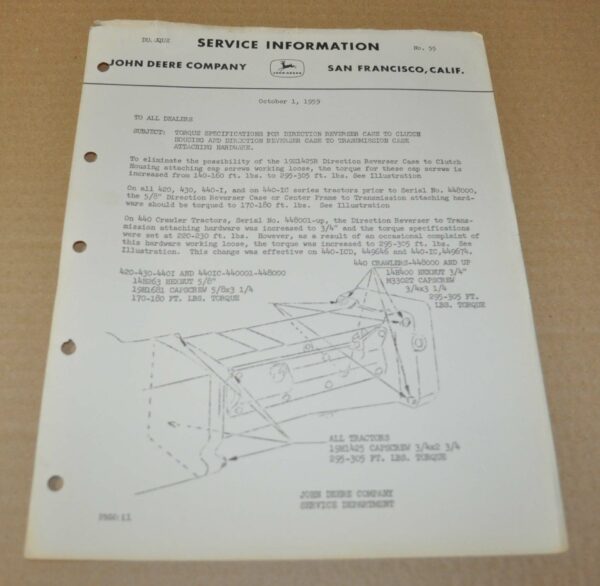 SERVICE INFORMATION
No. 55
JOHN DEERE COMPANY
JOHN DEERE
SAN FRANCISCO, CALIF.
October 1, 1959
TO ALL DEALERS
SUBJECT: TORQUE SPECIFICATIONS FOR DIRECTION REVERSER CASE TO CLUTCH
HOUSING AND DIRECTION REVERSER CASE TO TRANSMISSION CASE
ATTACHING HARDWARE.
To eliminate the possibility of the 19H1425R Direction Reverser Case to Clutch
Housing attaching cap screws working loose, the torque for these cap screws is
increased from 140-160 ft. lbs. to 295-305 ft. lbs. See Illustration
On all 420, 430, 440-I, and on 440-IC series tractors prior to Serial No. 448000,
the 5/8" Direction Reverser Case or Center Frame to Transmission attaching hard-
ware should be torqued to 170-180 ft. lbs. See Illustration
On 440 Crawler Tractors, Serial No. 448001-up, the Direction Reverser to Trans-
mission attaching hardware was increased to 3/4" and the torque specifications
were set at 220-230 ft. lbs. However, as a result of an occasional complaint of
this hardware working loose, the torque was increased to 295-305 ft. lbs. See
Illustration. This change was effective on 440-ICD, 449646 and 440-IC,449674.
440 CRAWLERS-448000 AND UP
14H400 HEXNUT 3/4"
M3302T CAPSCREW
3/4x3 1/4
295-305 FT.
LBS. TORQUE
420-430-440I AND 440IC-440001-448000
14H863 HEXNUT 5/8"
19H1681 CAPSCREW 5/8x3 1/4
170-180 FT. LBS. TORQUE
ALL TRACTORS
19H1425 CAPSCREW 3/4x2 3/4
295-305 FT. LBS. TORQUE
JOHN DEERE COMPANY
SERVICE DEPARTMENT